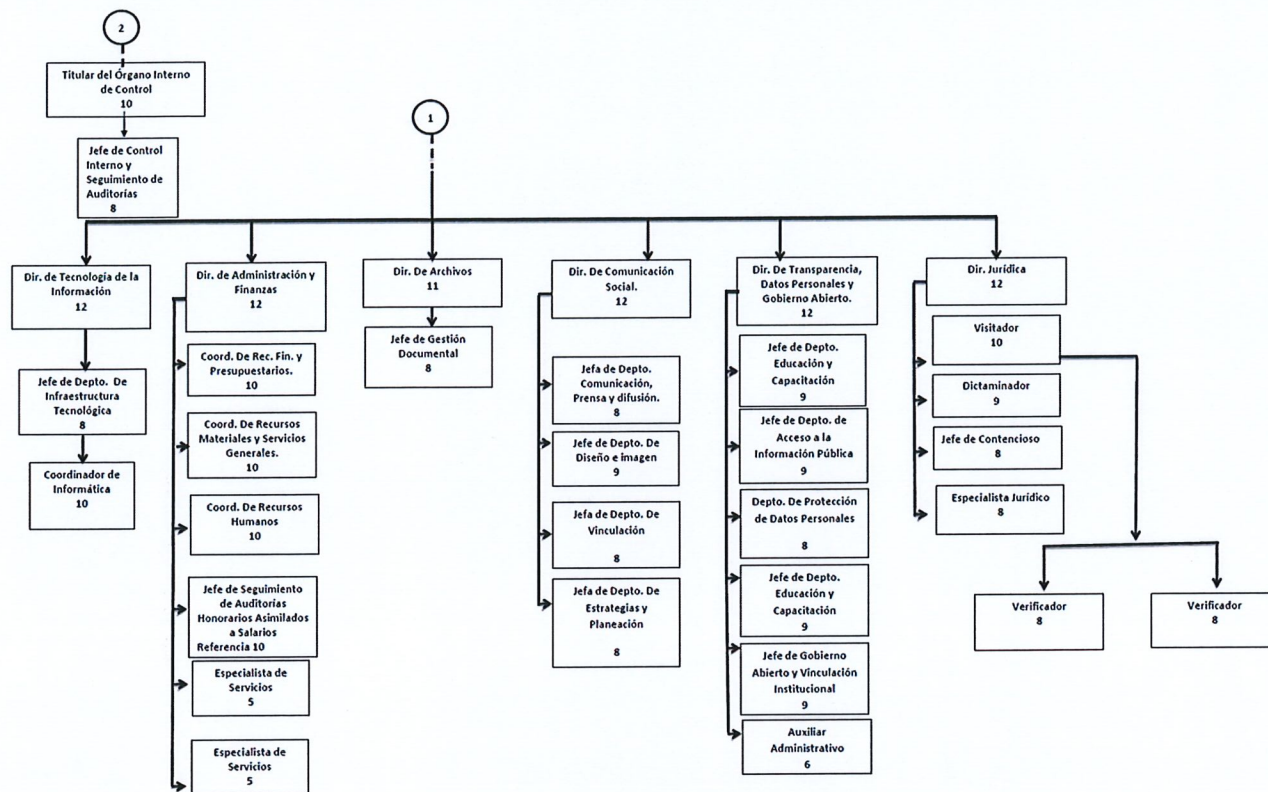 2
Titular del Órgano Interno
de Control
10
Jefe de Control
Interno y
Seguimiento de
Auditorías
8
1
Dir. de Tecnología de la
Información
12
Jefe de Depto. De
Infraestructura
Tecnológica
8
Coordinador de
Informática
10
Dir. de Administración y
Finanzas
12
Coord. De Rec. Fin. y
Presupuestarios.
10
Coord. De Recursos
Materiales y Servicios
Generales.
10
Coord. De Recursos
Humanos
10
Jefe de Seguimiento
de Auditorías
Honorarios Asimilados
a Salarios
Referencia 10
Especialista de
Servicios
5
Especialista de
Servicios
5
Dir. De Archivos
11
Jefe de Gestión
Documental
8
Dir. De Comunicación
Social.
12
Jefa de Depto.
Comunicación,
Prensa y difusión.
8
Jefe de Depto. De
Diseño e imagen
9
Jefa de Depto. De
Vinculación
8
Jefa de Depto. De
Estrategias y
Planeación
8
Dir. De Transparencia,
Datos Personales y
Gobierno Abierto.
12
Jefe de Depto.
Educación y
Capacitación
9
Jefe de Depto. de
Acceso a la
Información Pública
9
Depto. De Protección
de Datos Personales
8
Jefe de Depto.
Educación y
Capacitación
9
Jefe de Gobierno
Abierto y Vinculación
Institucional
9
Auxiliar
Administrativo
6
Dir. Jurídica
12
Visitador
10
Dictaminador
9
Jefe de Contencioso
8
Especialista Jurídico
8
Verificador
8
Verificador
8